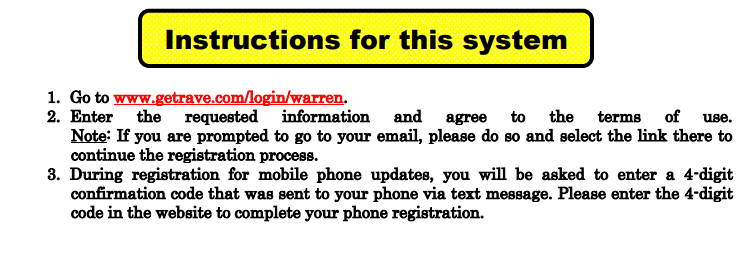 Instructions for this system
1. Go to www.getrave.com/login/warren.
2. Enter the requested information and agree to the terms of use.
Note: If you are prompted to go to your email, please do so and select the link there to
continue the registration process.
3. During registration for mobile phone updates, you will be asked to enter a 4-digit
confirmation code that was sent to your phone via text message. Please enter the 4-digit
code in the website to complete your phone registration.